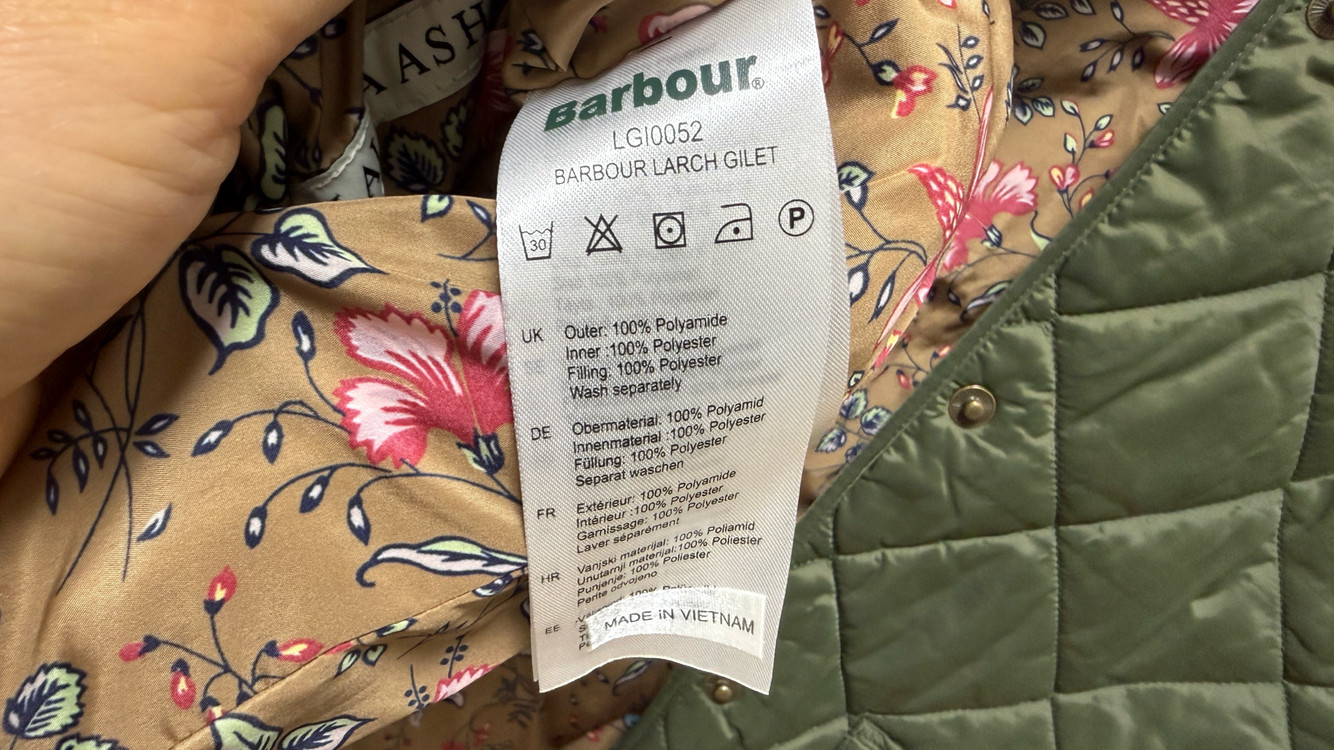 A ASH
Barbour®
LGI0052
BARBOUR LARCH GILET
30
P
UK
Outer: 100% Polyamide
Inner :100% Polyester
Filling: 100% Polyester
Wash separately
DE
Obermaterial: 100% Polyamid
Innenmaterial :100% Polyester
Füllung: 100% Polyester
Separat waschen
FR
Extérieur: 100% Polyamide
Intérieur :100% Polyester
Garnissage: 100% Polyester
Laver séparément
HR
Vanjski materijal: 100% Poliamid
Unutarnji materijal:100% Poliester
Punjenje: 100% Poliester
Perite odvojeno
EE
MADE IN VIETNAM